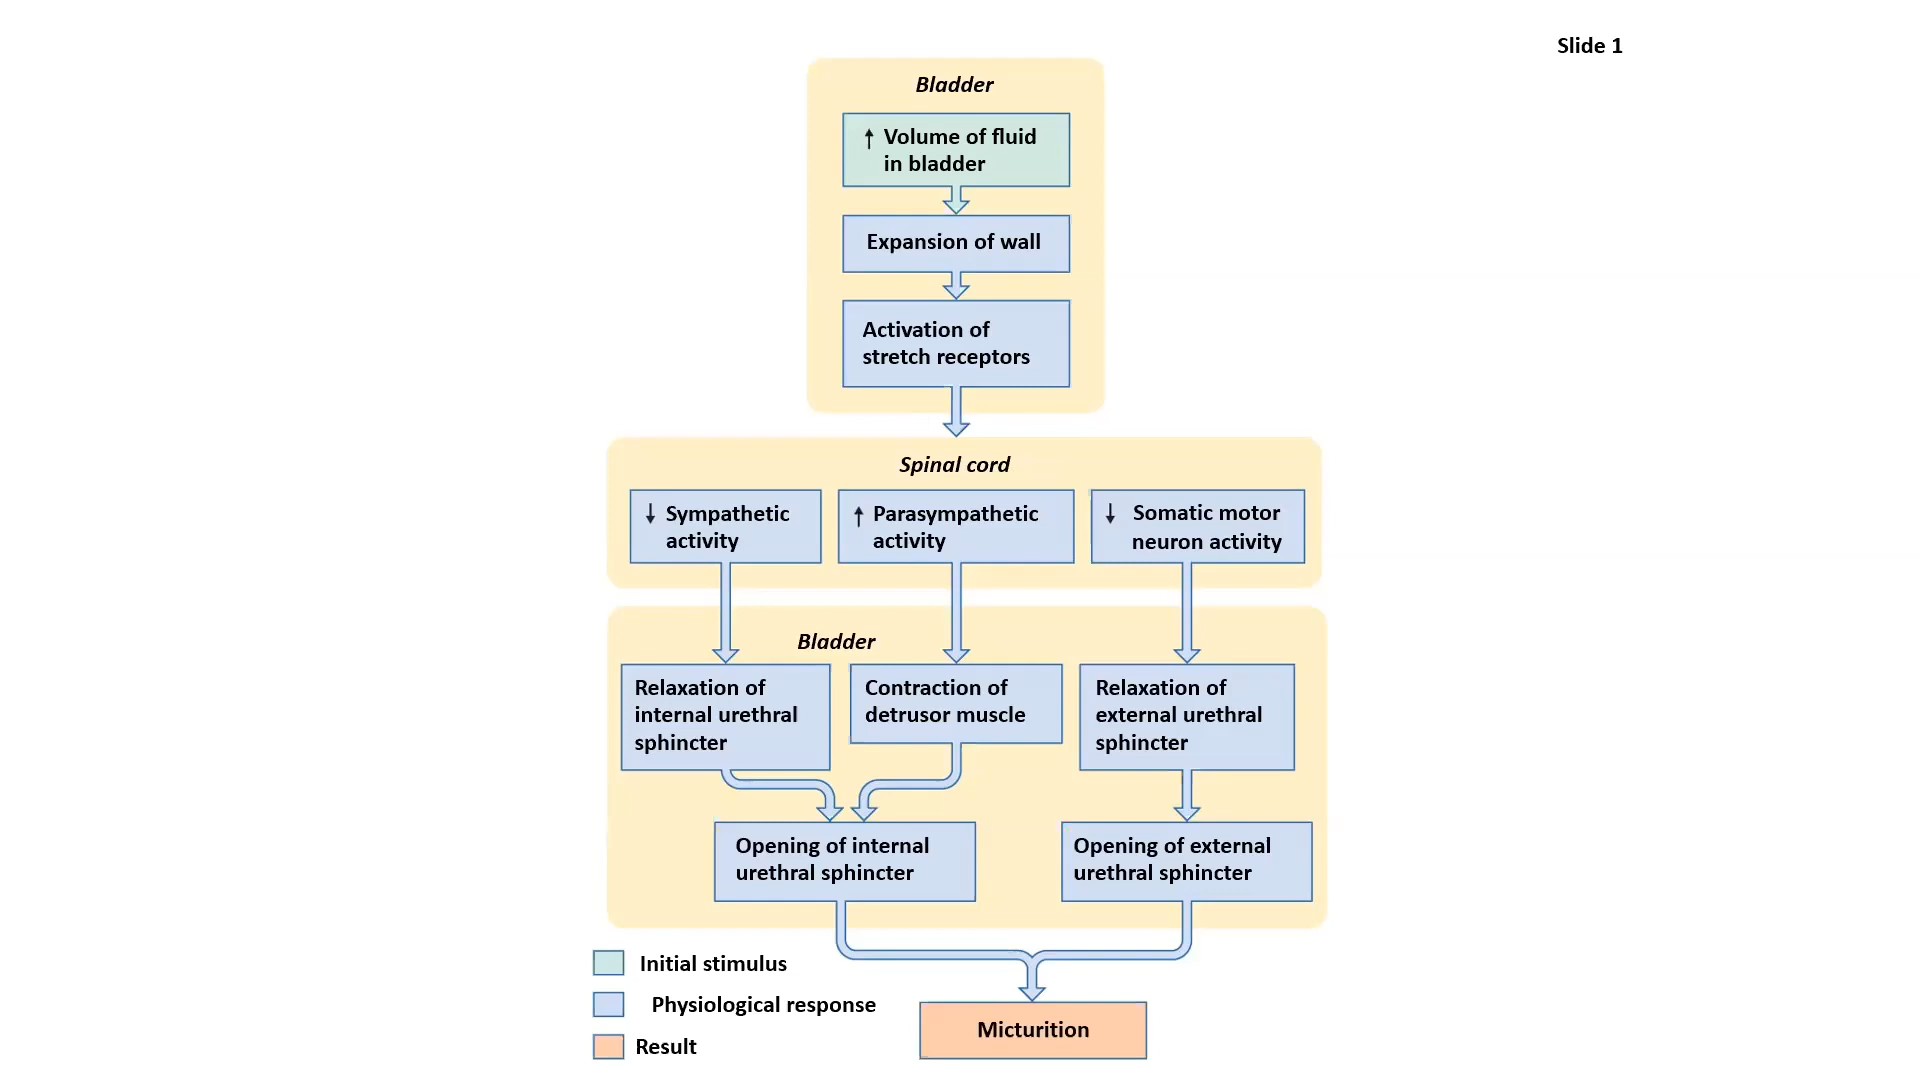 Slide 1
Bladder
↑ Volume of fluid
in bladder
Expansion of wall
Activation of
stretch receptors
Spinal cord
↓ Sympathetic
activity
↑ Parasympathetic
activity
↓ Somatic motor
neuron activity
Bladder
Relaxation of
internal urethral
sphincter
Contraction of
detrusor muscle
Relaxation of
external urethral
sphincter
Opening of internal
urethral sphincter
Opening of external
urethral sphincter
Initial stimulus
Physiological response
Result
Micturition